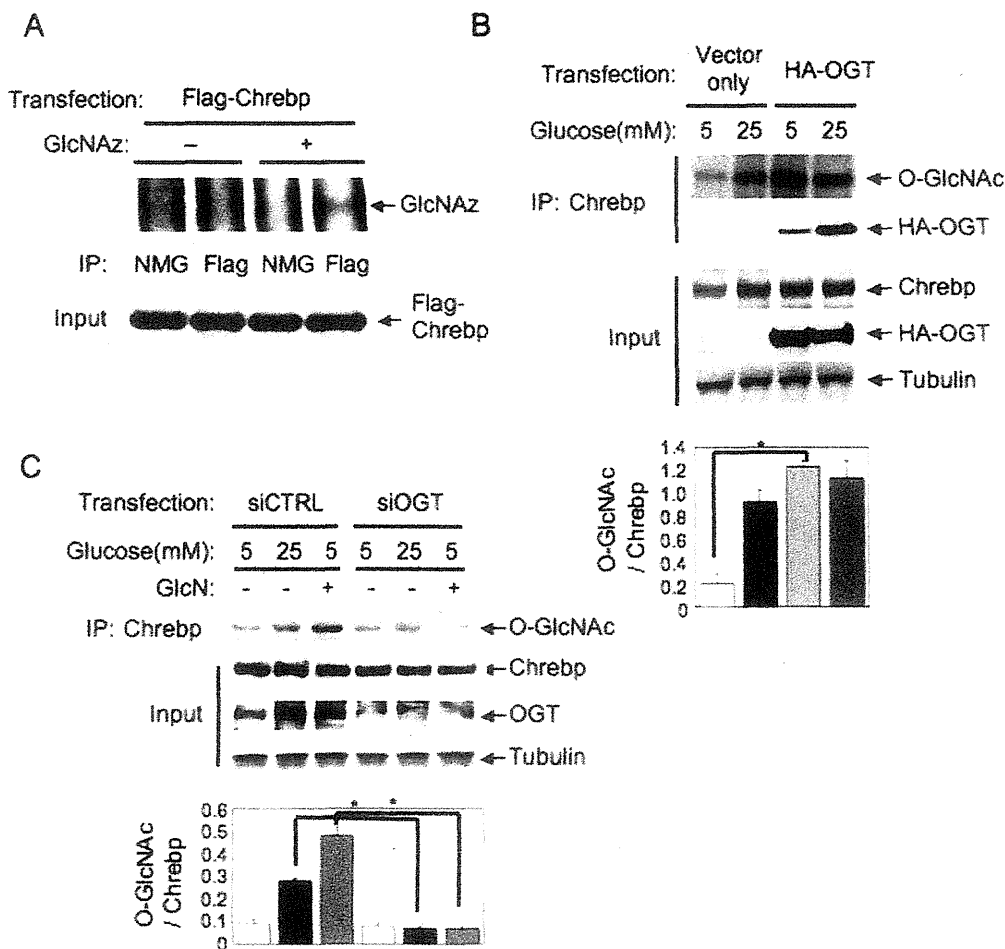 A
Transfection: Flag-Chrebp
GlcNAz: – +
GlcNAz
IP: NMG Flag NMG Flag
Input
Flag-
Chrebp
B
Transfection: Vector only HA-OGT
Glucose(mM): 5 25 5 25
IP: Chrebp
O-GlcNAc
HA-OGT
Input
Chrebp
HA-OGT
Tubulin
O-GlcNAc
/ Chrebp
1.4
1.2
1.0
0.8
0.6
0.4
0.2
0
*
C
Transfection: siCTRL siOGT
Glucose(mM): 5 25 5 5 25 5
GlcN: - - + - - +
IP: Chrebp
O-GlcNAc
Input
Chrebp
OGT
Tubulin
O-GlcNAc
/ Chrebp
0.6
0.5
0.4
0.3
0.2
0.1
0
* *